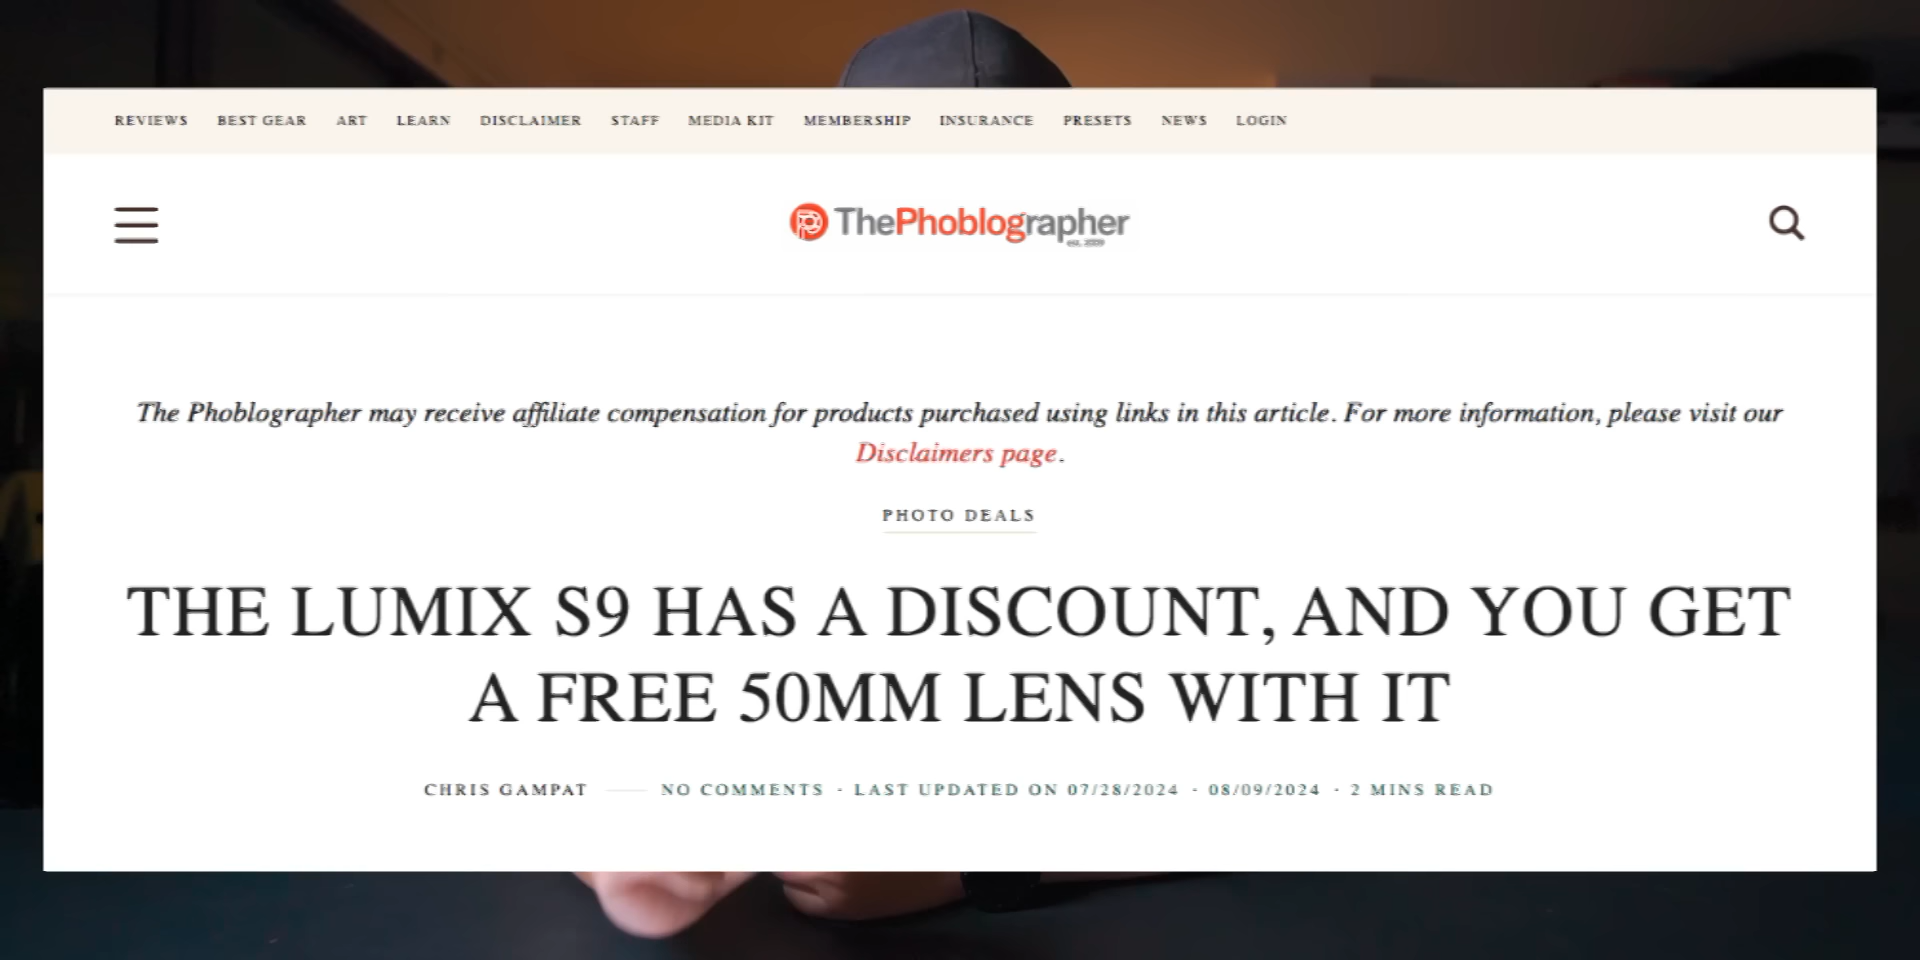 REVIEWS BEST GEAR ART LEARN DISCLAIMER STAFF MEDIA KIT MEMBERSHIP INSURANCE PRESETS NEWS LOGIN
ThePhoblographer
est. 2009
The Phoblographer may receive affiliate compensation for products purchased using links in this article. For more information, please visit our
Disclaimers page.
PHOTO DEALS
THE LUMIX S9 HAS A DISCOUNT, AND YOU GET
A FREE 50MM LENS WITH IT
CHRIS GAMPAT — NO COMMENTS · LAST UPDATED ON 07/28/2024 · 08/09/2024 · 2 MINS READ